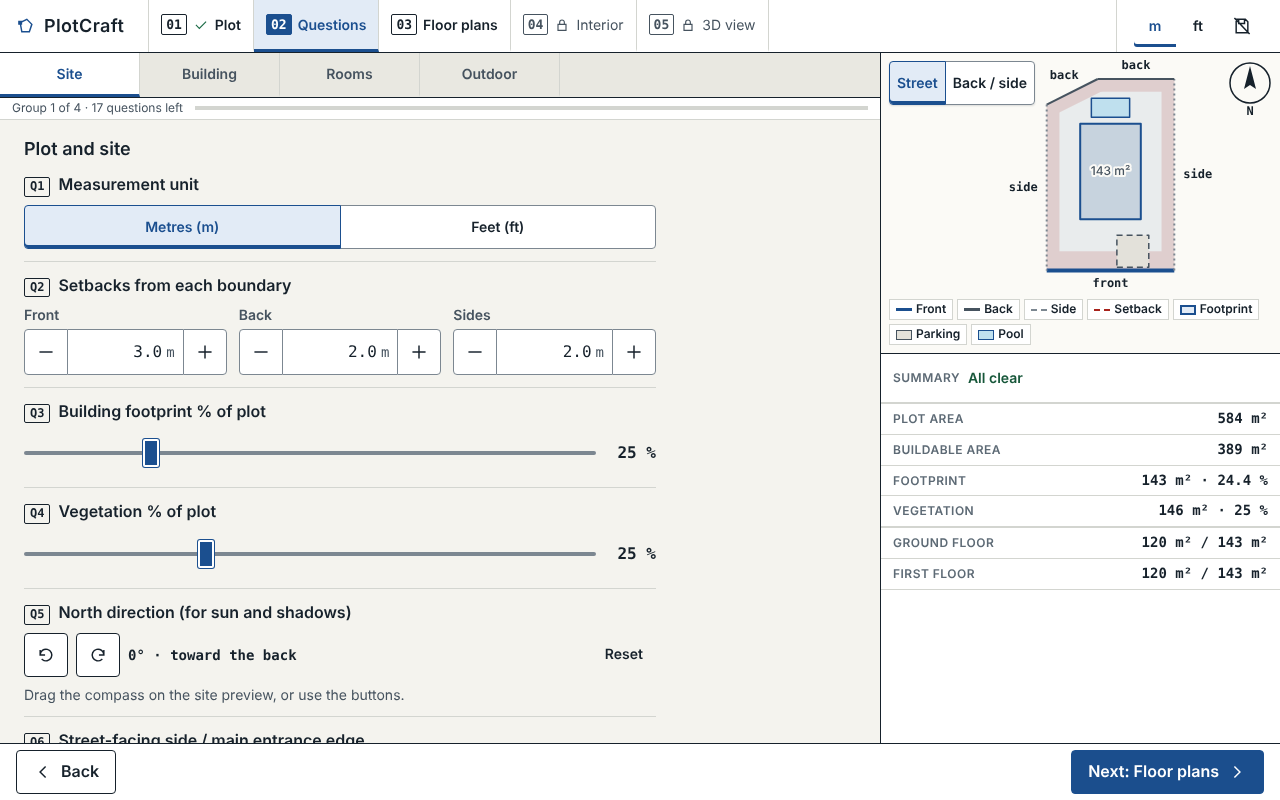 PlotCraft
01 Plot
02 Questions
03 Floor plans
04 Interior
05 3D view
m
ft
Site
Building
Rooms
Outdoor
Group 1 of 4 · 17 questions left
Plot and site
Q1 Measurement unit
Metres (m)
Feet (ft)
Q2 Setbacks from each boundary
Front
Back
Sides
3.0 m
2.0 m
2.0 m
Q3 Building footprint % of plot
25 %
Q4 Vegetation % of plot
25 %
Q5 North direction (for sun and shadows)
0° · toward the back
Reset
Drag the compass on the site preview, or use the buttons.
Q6 Street-facing side / main entrance edge
Street
Back / side
back
back
N
143 m²
side
side
front
Front
Back
Side
Setback
Footprint
Parking
Pool
SUMMARY All clear
PLOT AREA 584 m²
BUILDABLE AREA 389 m²
FOOTPRINT 143 m² · 24.4 %
VEGETATION 146 m² · 25 %
GROUND FLOOR 120 m² / 143 m²
FIRST FLOOR 120 m² / 143 m²
Back
Next: Floor plans